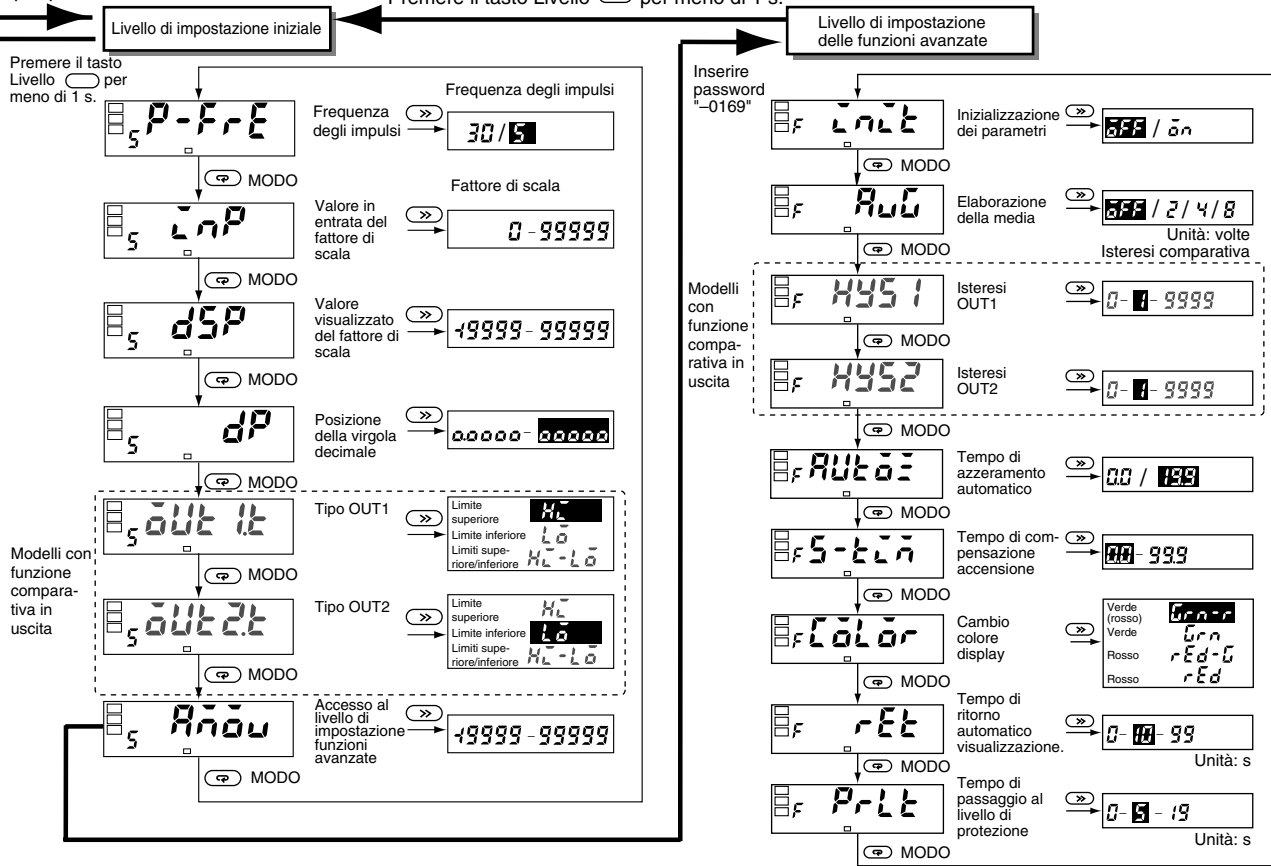 Premere il tasto Livello per meno di 1 s.
Livello di impostazione iniziale
Livello di impostazione
delle funzioni avanzate
Premere il tasto
Livello per
meno di 1 s.
Frequenza degli impulsi
S P-FrE
Frequenza
degli impulsi
30 / 5
MODO
Fattore di scala
S inP
Valore in
entrata del
fattore di
scala
0 - 99999
MODO
S dSP
Valore
visualizzato
del fattore di
scala
-19999 - 99999
MODO
S dP
Posizione
della virgola
decimale
0.0000 - 00000
MODO
Modelli con
funzione
compara-
tiva in
uscita
S oUt1.t
Tipo OUT1
Limite
superiore Hi
Limite inferiore Lo
Limiti supe-
riore/inferiore Hi-Lo
MODO
S oUt2.t
Tipo OUT2
Limite
superiore Hi
Limite inferiore Lo
Limiti supe-
riore/inferiore Hi-Lo
MODO
S Amov
Accesso al
livello di
impostazione
funzioni
avanzate
-19999 - 99999
MODO
Inserire
password
"–0169"
F init
Inizializzazione
dei parametri
oFF / on
MODO
F AvG
Elaborazione
della media
oFF / 2 / 4 / 8
Unità: volte
MODO
Isteresi comparativa
Modelli
con
funzione
compa-
rativa in
uscita
F HYS1
Isteresi
OUT1
0 - 1 - 9999
MODO
F HYS2
Isteresi
OUT2
0 - 1 - 9999
MODO
F AUtoZ
Tempo di
azzeramento
automatico
0.0 / 19.9
MODO
F S-tim
Tempo di com-
pensazione
accensione
0.0 - 99.9
MODO
F Color
Cambio
colore
display
Verde
(rosso) Grn-r
Verde Grn
Rosso rEd-G
Rosso rEd
MODO
F rEt
Tempo di
ritorno
automatico
visualizzazione.
0 - 10 - 99
Unità: s
MODO
F PrLt
Tempo di
passaggio al
livello di
protezione
0 - 5 - 19
Unità: s
MODO